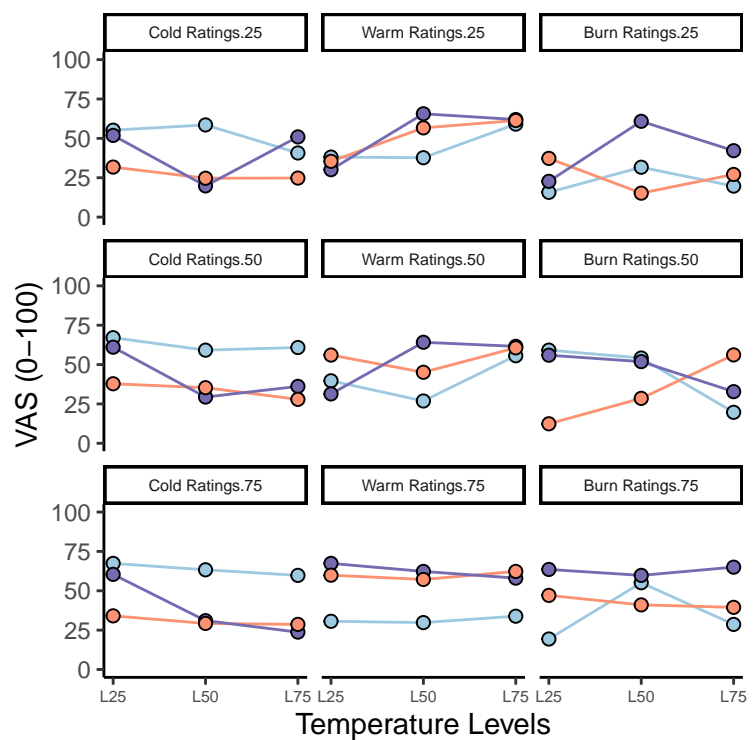 Cold Ratings.25 Warm Ratings.25 Burn Ratings.25
100
75
50
25
0
Cold Ratings.50 Warm Ratings.50 Burn Ratings.50
100
75
50
25
0
Cold Ratings.75 Warm Ratings.75 Burn Ratings.75
100
75
50
25
0
VAS (0−100)
L25 L50 L75 L25 L50 L75 L25 L50 L75
Temperature Levels